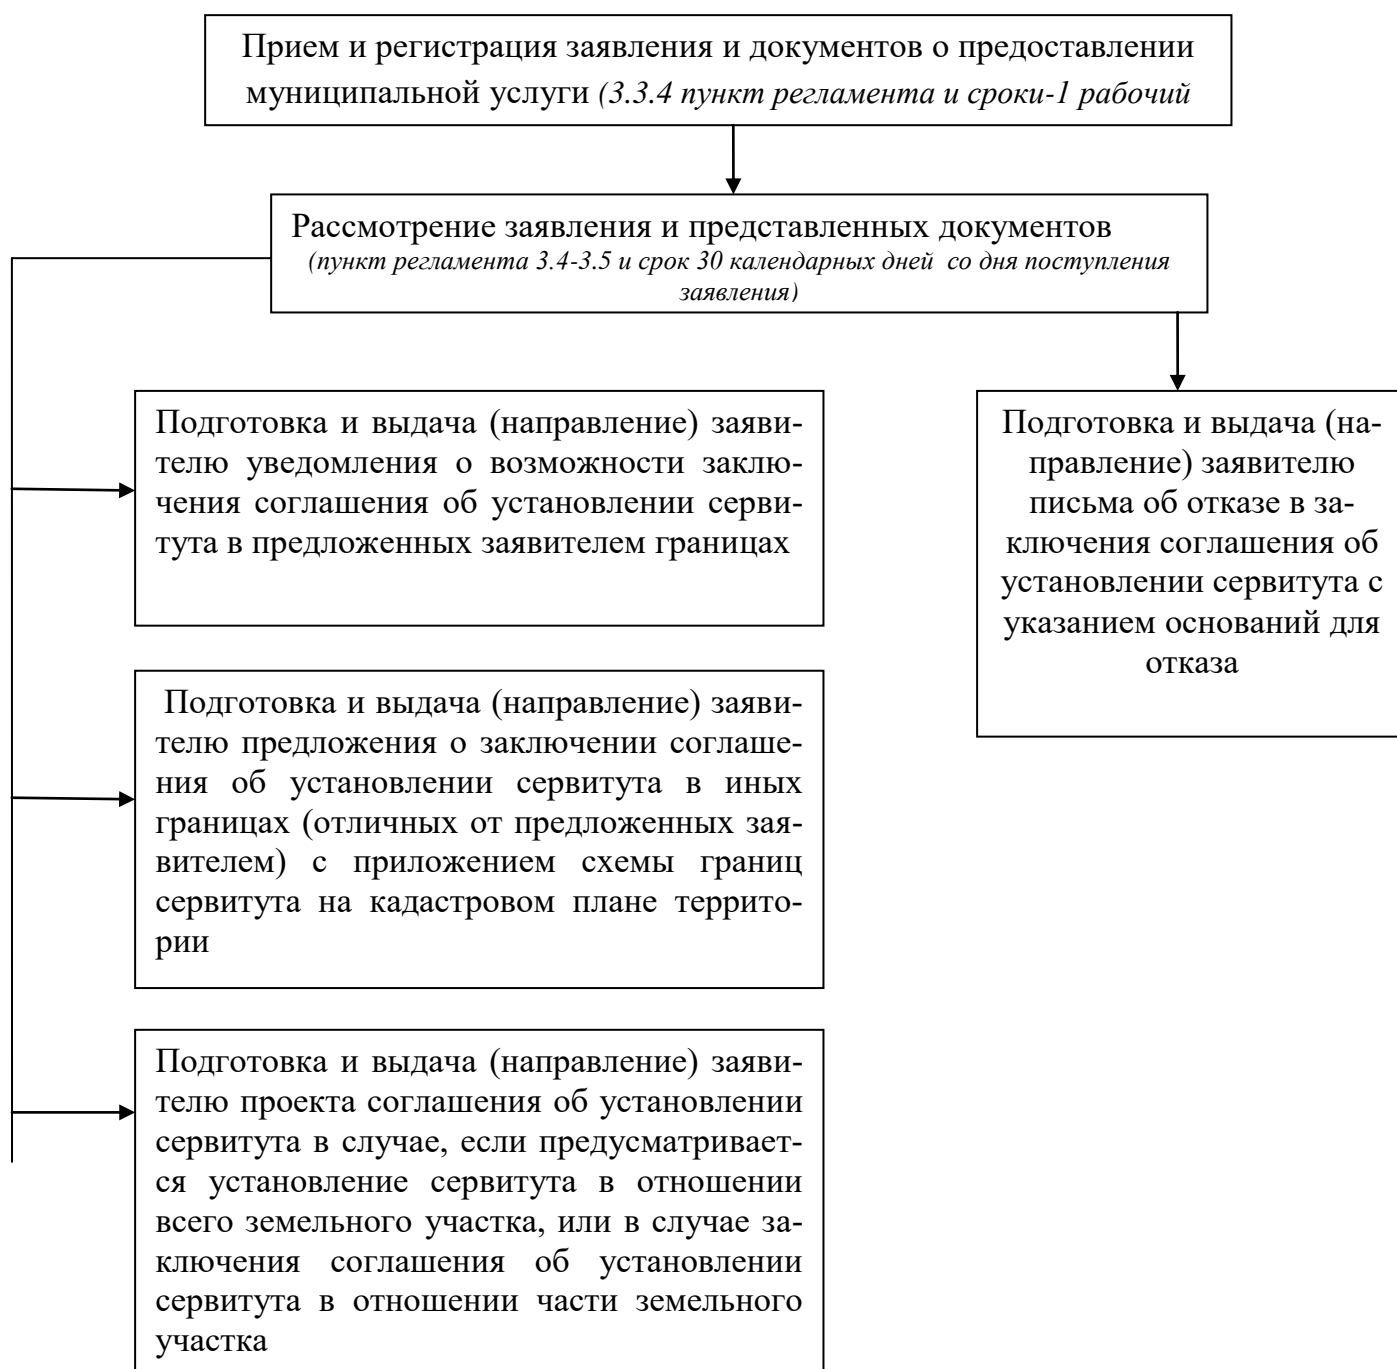 Прием и регистрация заявления и документов о предоставлении
муниципальной услуги (3.3.4 пункт регламента и сроки-1 рабочий
Рассмотрение заявления и представленных документов
(пункт регламента 3.4-3.5 и срок 30 календарных дней со дня поступления
заявления)
Подготовка и выдача (направление) заяви-
телю уведомления о возможности заклю-
чения соглашения об установлении серви-
тута в предложенных заявителем границах
Подготовка и выдача (на-
правление) заявителю
письма об отказе в за-
ключения соглашения об
установлении сервитута с
указанием оснований для
отказа
Подготовка и выдача (направление) заяви-
телю предложения о заключении соглаше-
ния об установлении сервитута в иных
границах (отличных от предложенных зая-
вителем) с приложением схемы границ
сервитута на кадастровом плане террито-
рии
Подготовка и выдача (направление) заяви-
телю проекта соглашения об установлении
сервитута в случае, если предусматривает-
ся установление сервитута в отношении
всего земельного участка, или в случае за-
ключения соглашения об установлении
сервитута в отношении части земельного
участка